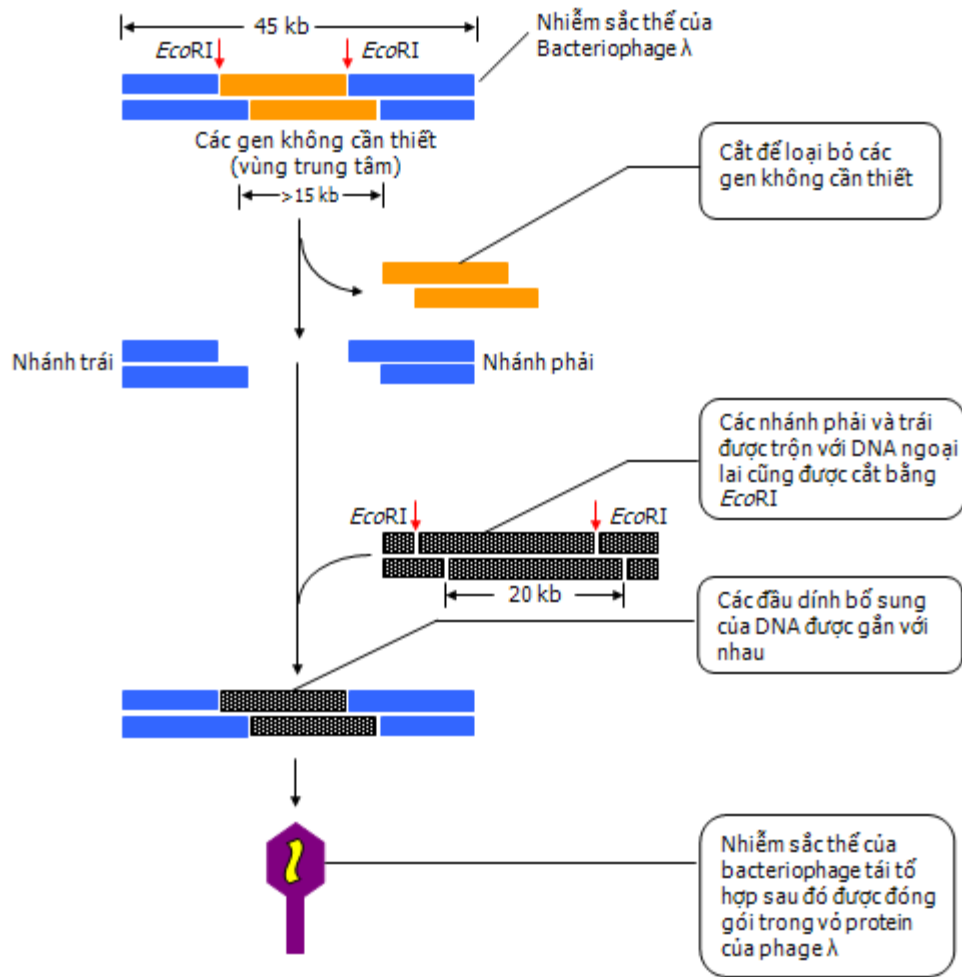 45 kb
EcoRI
EcoRI
Nhiễm sắc thể của
Bacteriophage λ
Các gen không cần thiết
(vùng trung tâm)
>15 kb
Cắt để loại bỏ các
gen không cần thiết
Nhánh trái
Nhánh phải
Các nhánh phải và trái
được trộn với DNA ngoại
lai cũng được cắt bằng
EcoRI
EcoRI
EcoRI
20 kb
Các đầu dính bổ sung
của DNA được gắn với
nhau
Nhiễm sắc thể của
bacteriophage tái tổ
hợp sau đó được đóng
gói trong vỏ protein
của phage λ